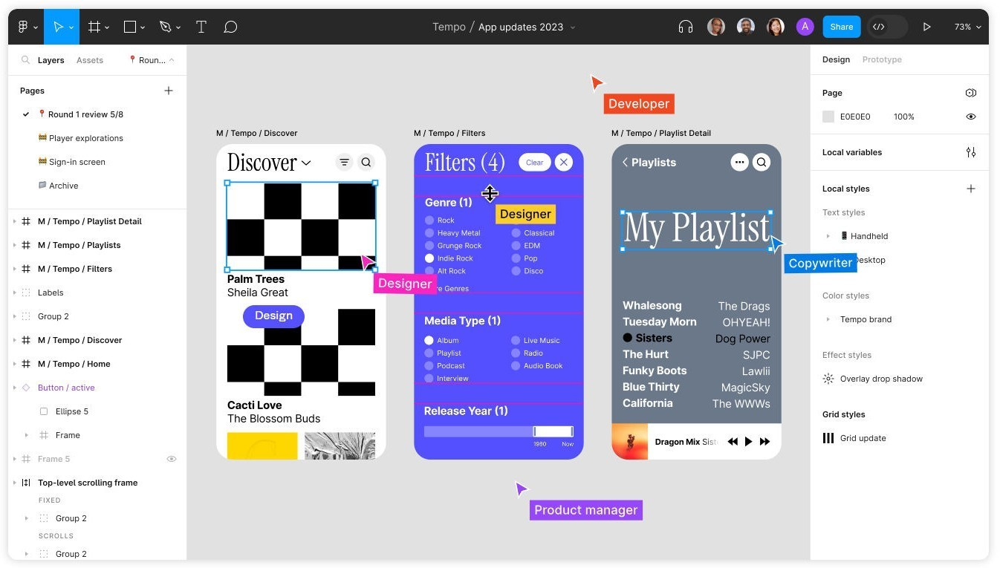 Tempo / App updates 2023
A
Share
73%
Layers
Assets
Roun...
Pages
Round 1 review 5/8
Player explorations
Sign-in screen
Archive
M / Tempo / Playlist Detail
M / Tempo / Playlists
M / Tempo / Filters
Labels
Group 2
M / Tempo / Discover
M / Tempo / Home
Button / active
Ellipse 5
Frame
Frame 5
Top-level scrolling frame
FIXED
Group 2
SCROLLS
Group 2
Developer
M / Tempo / Discover
Discover
Palm Trees
Sheila Great
Design
Cacti Love
The Blossom Buds
Designer
M / Tempo / Filters
Filters (4)
Clear
Genre (1)
Designer
Rock
Heavy Metal
Classical
Grunge Rock
EDM
Indie Rock
Pop
Alt Rock
Disco
re Genres
Media Type (1)
Album
Live Music
Playlist
Radio
Podcast
Audio Book
Interview
Release Year (1)
1980
Now
Product manager
M / Tempo / Playlist Detail
Playlists
My Playlist
Copywriter
Whalesong The Drags
Tuesday Morn OHYEAH!
Sisters Dog Power
The Hurt SJPC
Funky Boots Lawlii
Blue Thirty MagicSky
California The WWWs
Dragon Mix Sist
Design
Prototype
Page
E0E0E0 100%
Local variables
Local styles
Text styles
Handheld
Desktop
Color styles
Tempo brand
Effect styles
Overlay drop shadow
Grid styles
Grid update